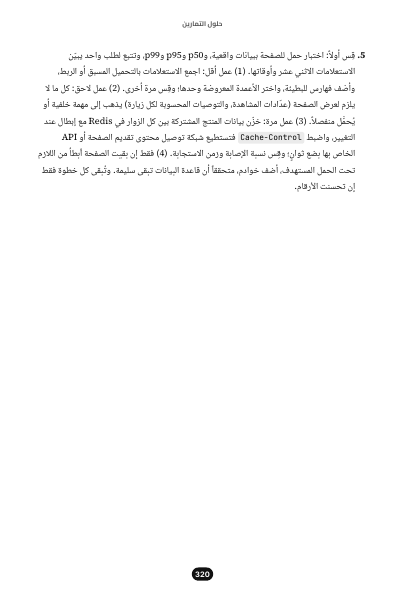 حلول التمارين
5. قِس أولاً: اختبار حمل للصفحة ببيانات واقعية، وp50 وp95 وp99، وتتبع لطلب واحد يبيّن
الاستعلامات الاثني عشر وأوقاتها. (1) عمل أقل: اجمع الاستعلامات بالتحميل المسبق أو الربط،
وأضف فهارس للبطيئة، واختر الأعمدة المعروضة وحدها؛ وقِس مرة أخرى. (2) عمل لاحق: كل ما لا
يلزم لعرض الصفحة (عدّادات المشاهدة، والتوصيات المحسوبة لكل زيارة) يذهب إلى مهمة خلفية أو
يُحمَّل منفصلاً. (3) عمل مرة: خزّن بيانات المنتج المشتركة بين كل الزوار في Redis مع إبطال عند
التغيير، واضبط Cache-Control فتستطيع شبكة توصيل محتوى تقديم الصفحة أو API
الخاص بها بضع ثوانٍ؛ وقِس نسبة الإصابة وزمن الاستجابة. (4) فقط إن بقيت الصفحة أبطأ من اللازم
تحت الحمل المستهدف، أضف خوادم، متحققاً أن قاعدة البيانات تبقى سليمة. وتُبقى كل خطوة فقط
إن تحسنت الأرقام.
320